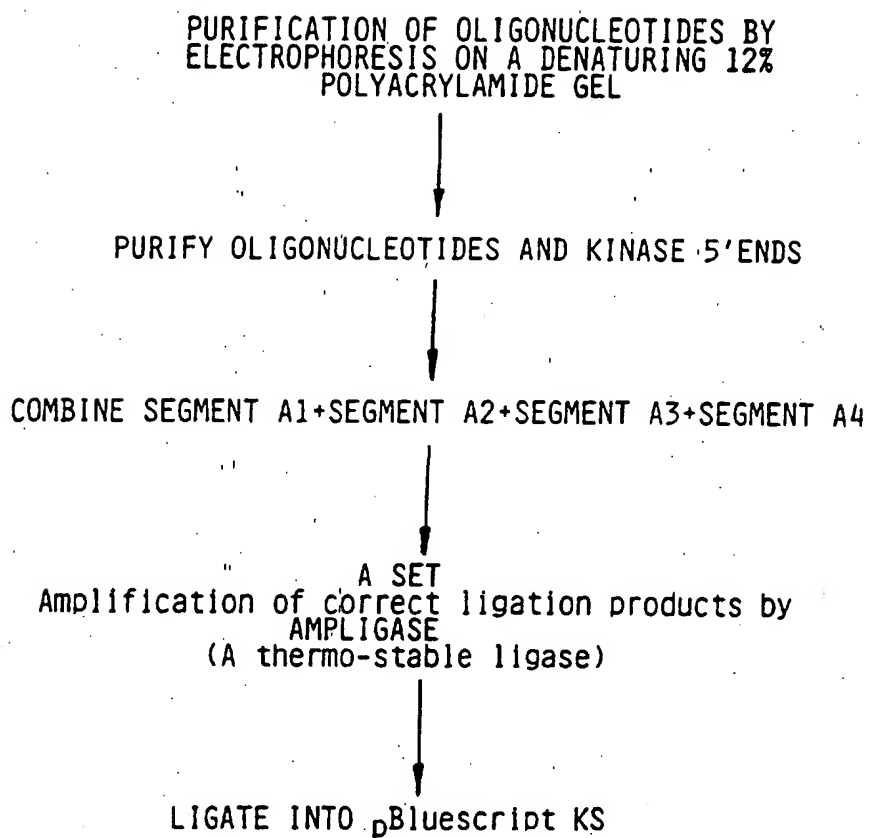 PURIFICATION OF OLIGONUCLEOTIDES BY
ELECTROPHORESIS ON A DENATURING 12%
POLYACRYLAMIDE GEL
PURIFY OLIGONUCLEOTIDES AND KINASE 5'ENDS
COMBINE SEGMENT A1+SEGMENT A2+SEGMENT A3+SEGMENT A4
A SET
Amplification of correct ligation products by
AMPLIGASE
(A thermo-stable ligase)
LIGATE INTO pBluescript KS